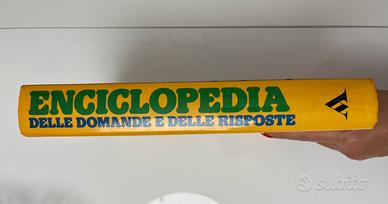 ENCICLOPEDIA
DELLE DOMANDE E DELLE RISPOSTE
subito